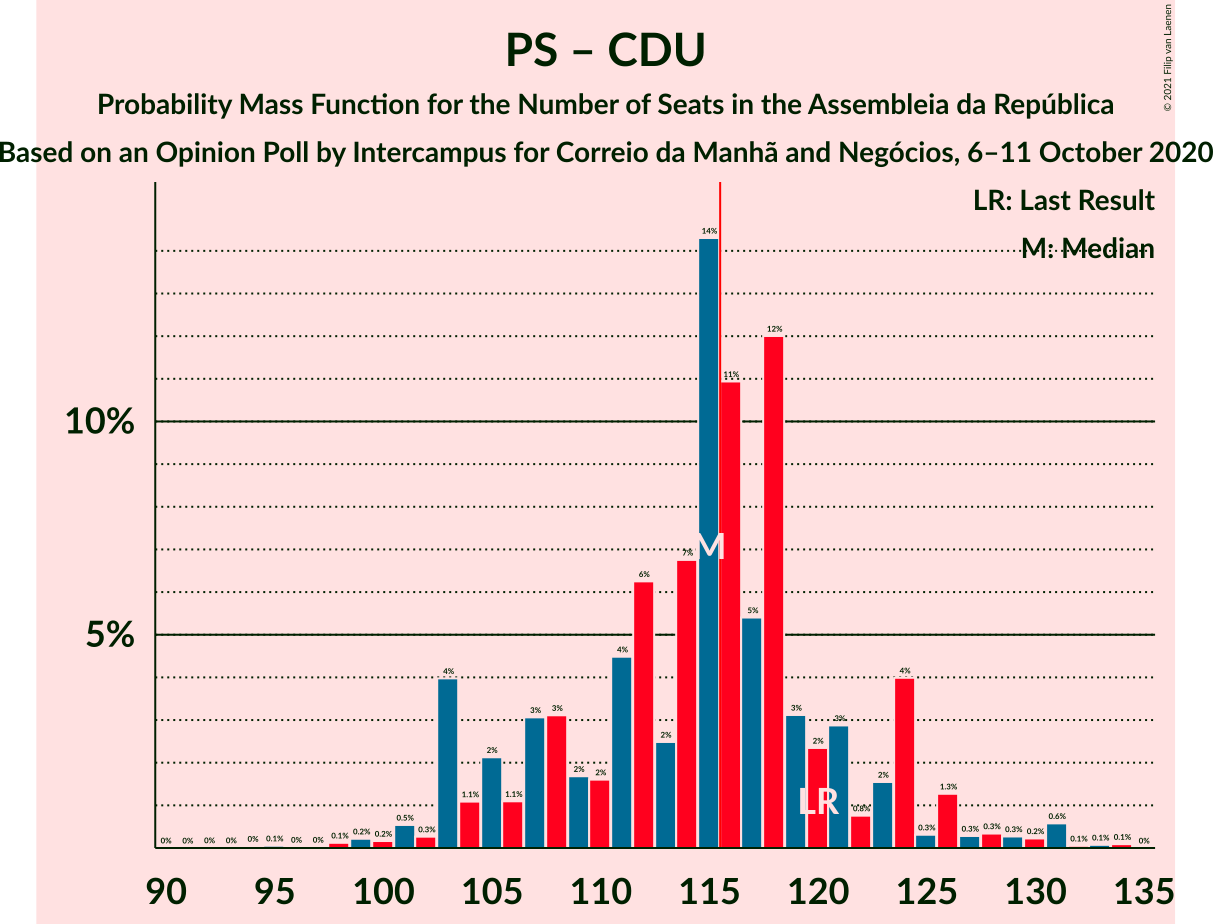 PS – CDU
Probability Mass Function for the Number of Seats in the Assembleia da República
Based on an Opinion Poll by Intercampus for Correio da Manhã and Negócios, 6–11 October 2020
© 2021 Filip van Laenen
LR: Last Result
M: Median
10%
5%
0% 0% 0% 0% 0% 0.1% 0% 0% 0.1% 0.2% 0.2% 0.5% 0.3% 4% 1.1% 2% 1.1% 3% 3% 2% 2% 4% 6% 2% 7% 14% 11% 5% 12% 3% 2% 3% 0.8% 2% 4% 0.3% 1.3% 0.3% 0.3% 0.3% 0.2% 0.6% 0.1% 0.1% 0.1% 0%
M
LR
90 95 100 105 110 115 120 125 130 135